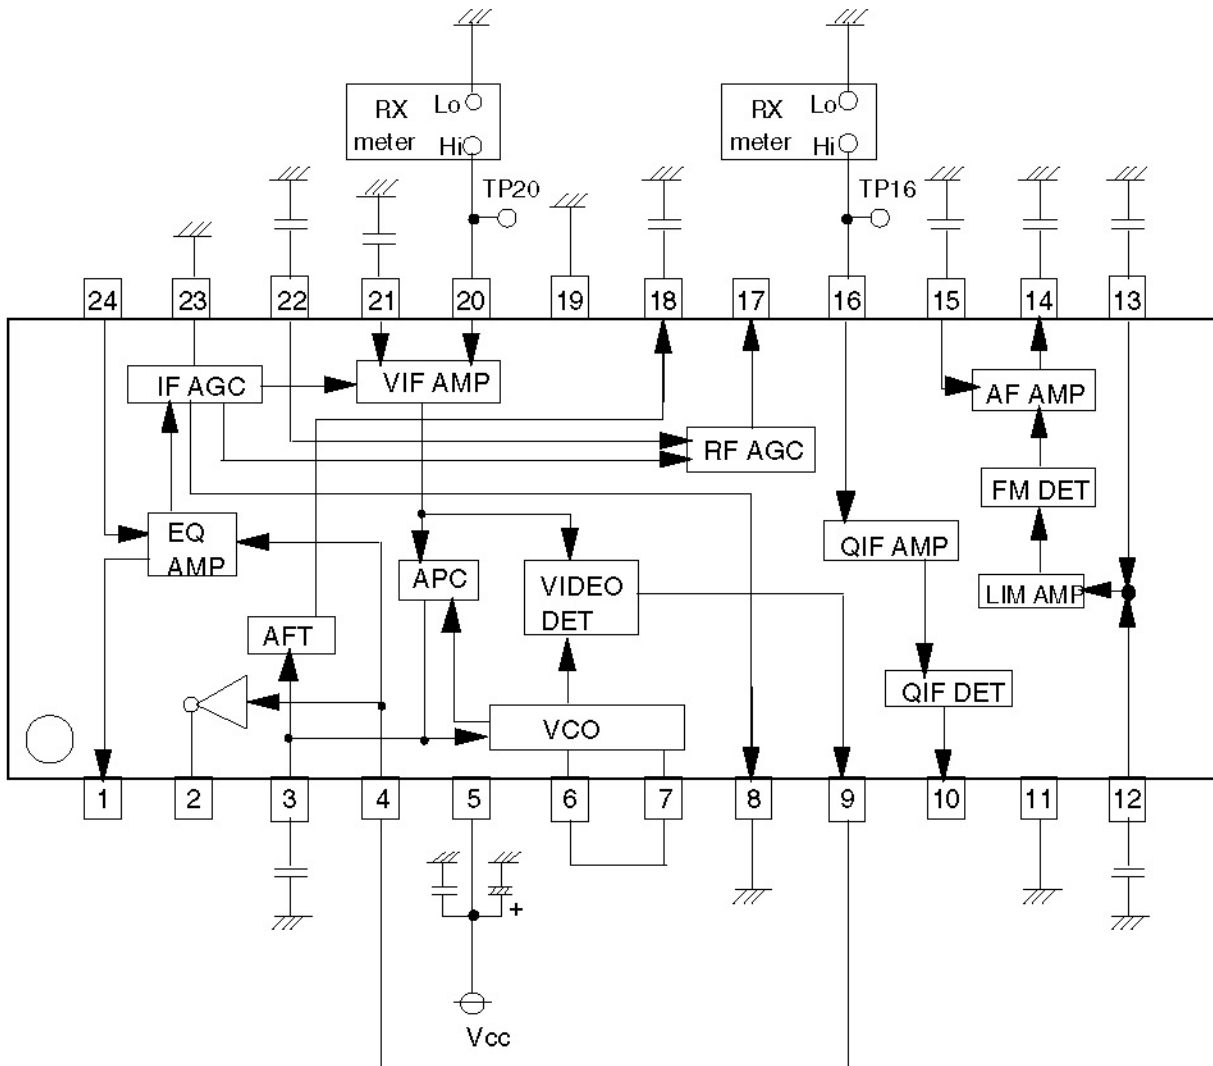 RX Lo
meter Hi
RX Lo
meter Hi
TP20
TP16
24 23 22 21 20 19 18 17 16 15 14 13
IF AGC
VIF AMP
AF AMP
RF AGC
FM DET
EQ
AMP
QIF AMP
APC
VIDEO
DET
LIM AMP
AFT
QIF DET
VCO
1 2 3 4 5 6 7 8 9 10 11 12
+
Vcc